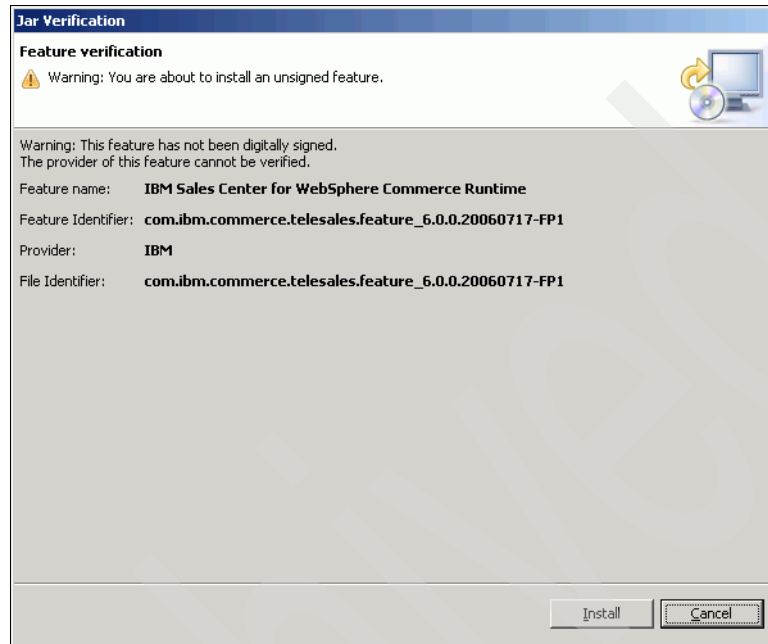 Jar Verification
Feature verification
Warning: You are about to install an unsigned feature.
Warning: This feature has not been digitally signed.
The provider of this feature cannot be verified.
Feature name: IBM Sales Center for WebSphere Commerce Runtime
Feature Identifier: com.ibm.commerce.telesales.feature_6.0.0.20060717-FP1
Provider: IBM
File Identifier: com.ibm.commerce.telesales.feature_6.0.0.20060717-FP1
Install Cancel